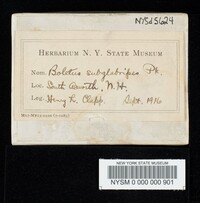 NYSd5624
HERBARIUM N. Y. STATE MUSEUM
NOM: Boletus subglabripes Pk.
LOC: South Acworth, N. H.
LEG: Henry L. Clapp. Sept. 1916
NEW YORK STATE MUSEUM
NYSM 0 000 000 901